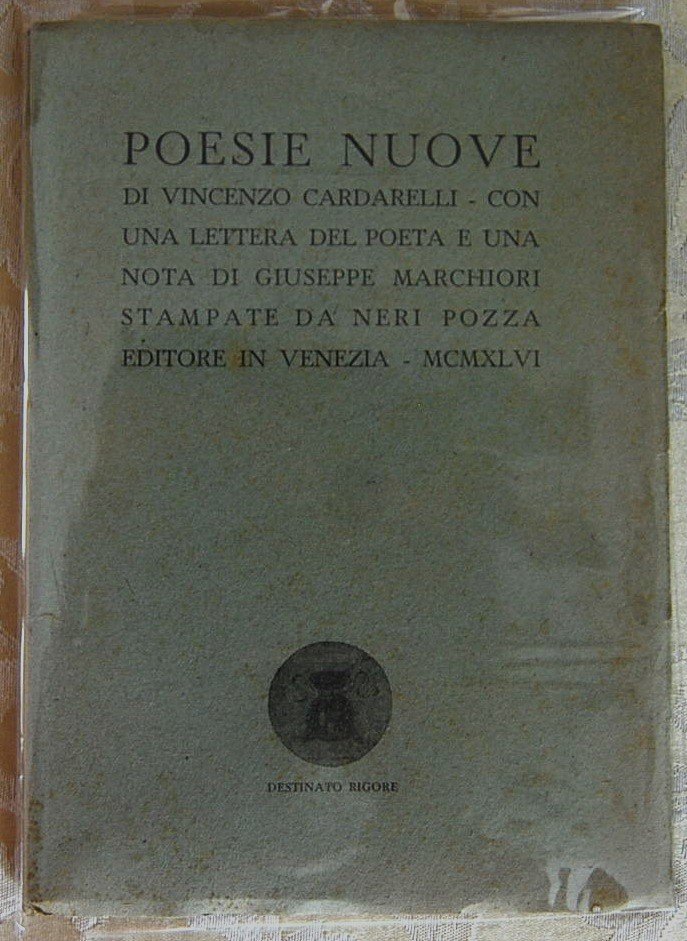 POESIE NUOVE
DI VINCENZO CARDARELLI - CON
UNA LETTERA DEL POETA E UNA
NOTA DI GIUSEPPE MARCHIORI
STAMPATE DA NERI POZZA
EDITORE IN VENEZIA - MCMXLVI
DESTINATO RIGORE